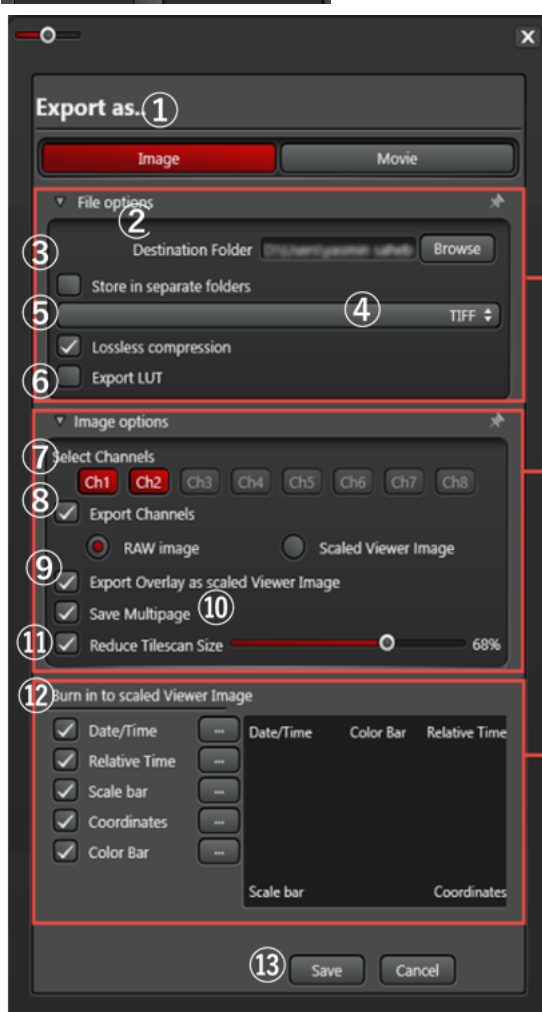 Export as.. ①
Image Movie
File options
②
③ Destination Folder Browse
Store in separate folders
⑤ ④ TIFF
Lossless compression
⑥ Export LUT
Image options
⑦ Select Channels
Ch1 Ch2 Ch3 Ch4 Ch5 Ch6 Ch7 Ch8
⑧ Export Channels
RAW image Scaled Viewer Image
⑨ Export Overlay as scaled Viewer Image
Save Multipage ⑩
⑪ Reduce Tilescan Size 68%
⑫ Burn in to scaled Viewer Image
Date/Time ... Date/Time Color Bar Relative Time
Relative Time ...
Scale bar ...
Coordinates ...
Color Bar ...
Scale bar Coordinates
⑬ Save Cancel